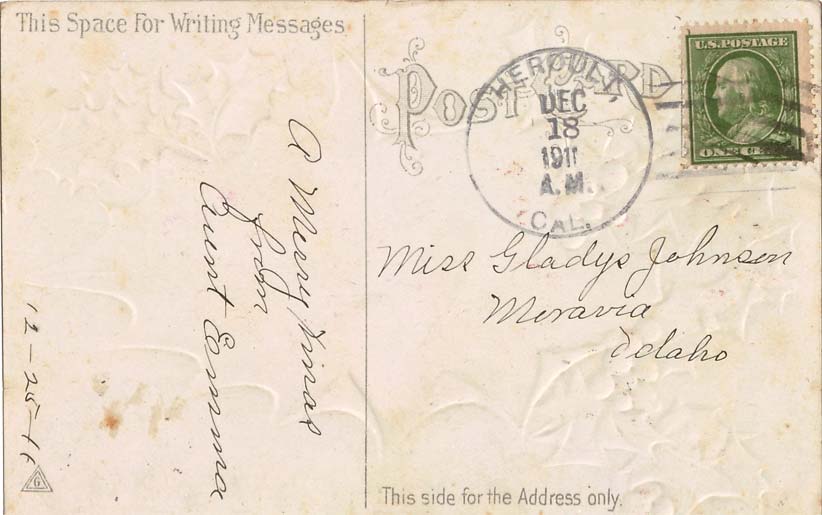 This Space For Writing Messages
A Merry Xmas
from
Aunt Emma
12-25-11
G
POST CARD
HERCULES,
DEC
18
1911
A.M.
CAL.
U.S. POSTAGE
ONE CENT
Miss Gladys Johnson
Moravia
Idaho
This side for the Address only.